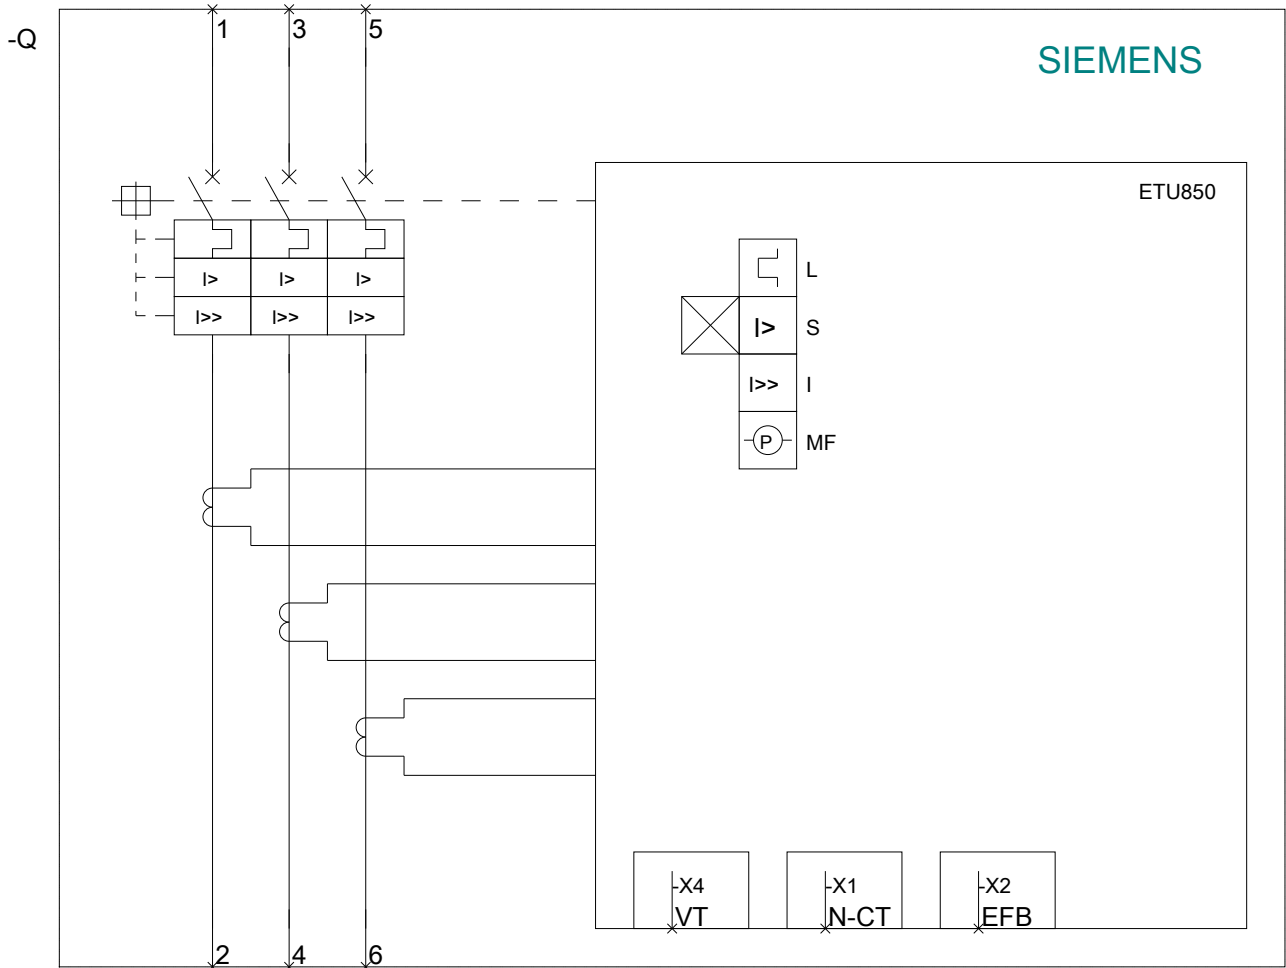 1 3 5
-Q
SIEMENS
ETU850
L
I> I> I> 
I>> I>> I>>
I> S
I>> I
P MF
-X4 -X1 -X2
VT N-CT EFB
2 4 6